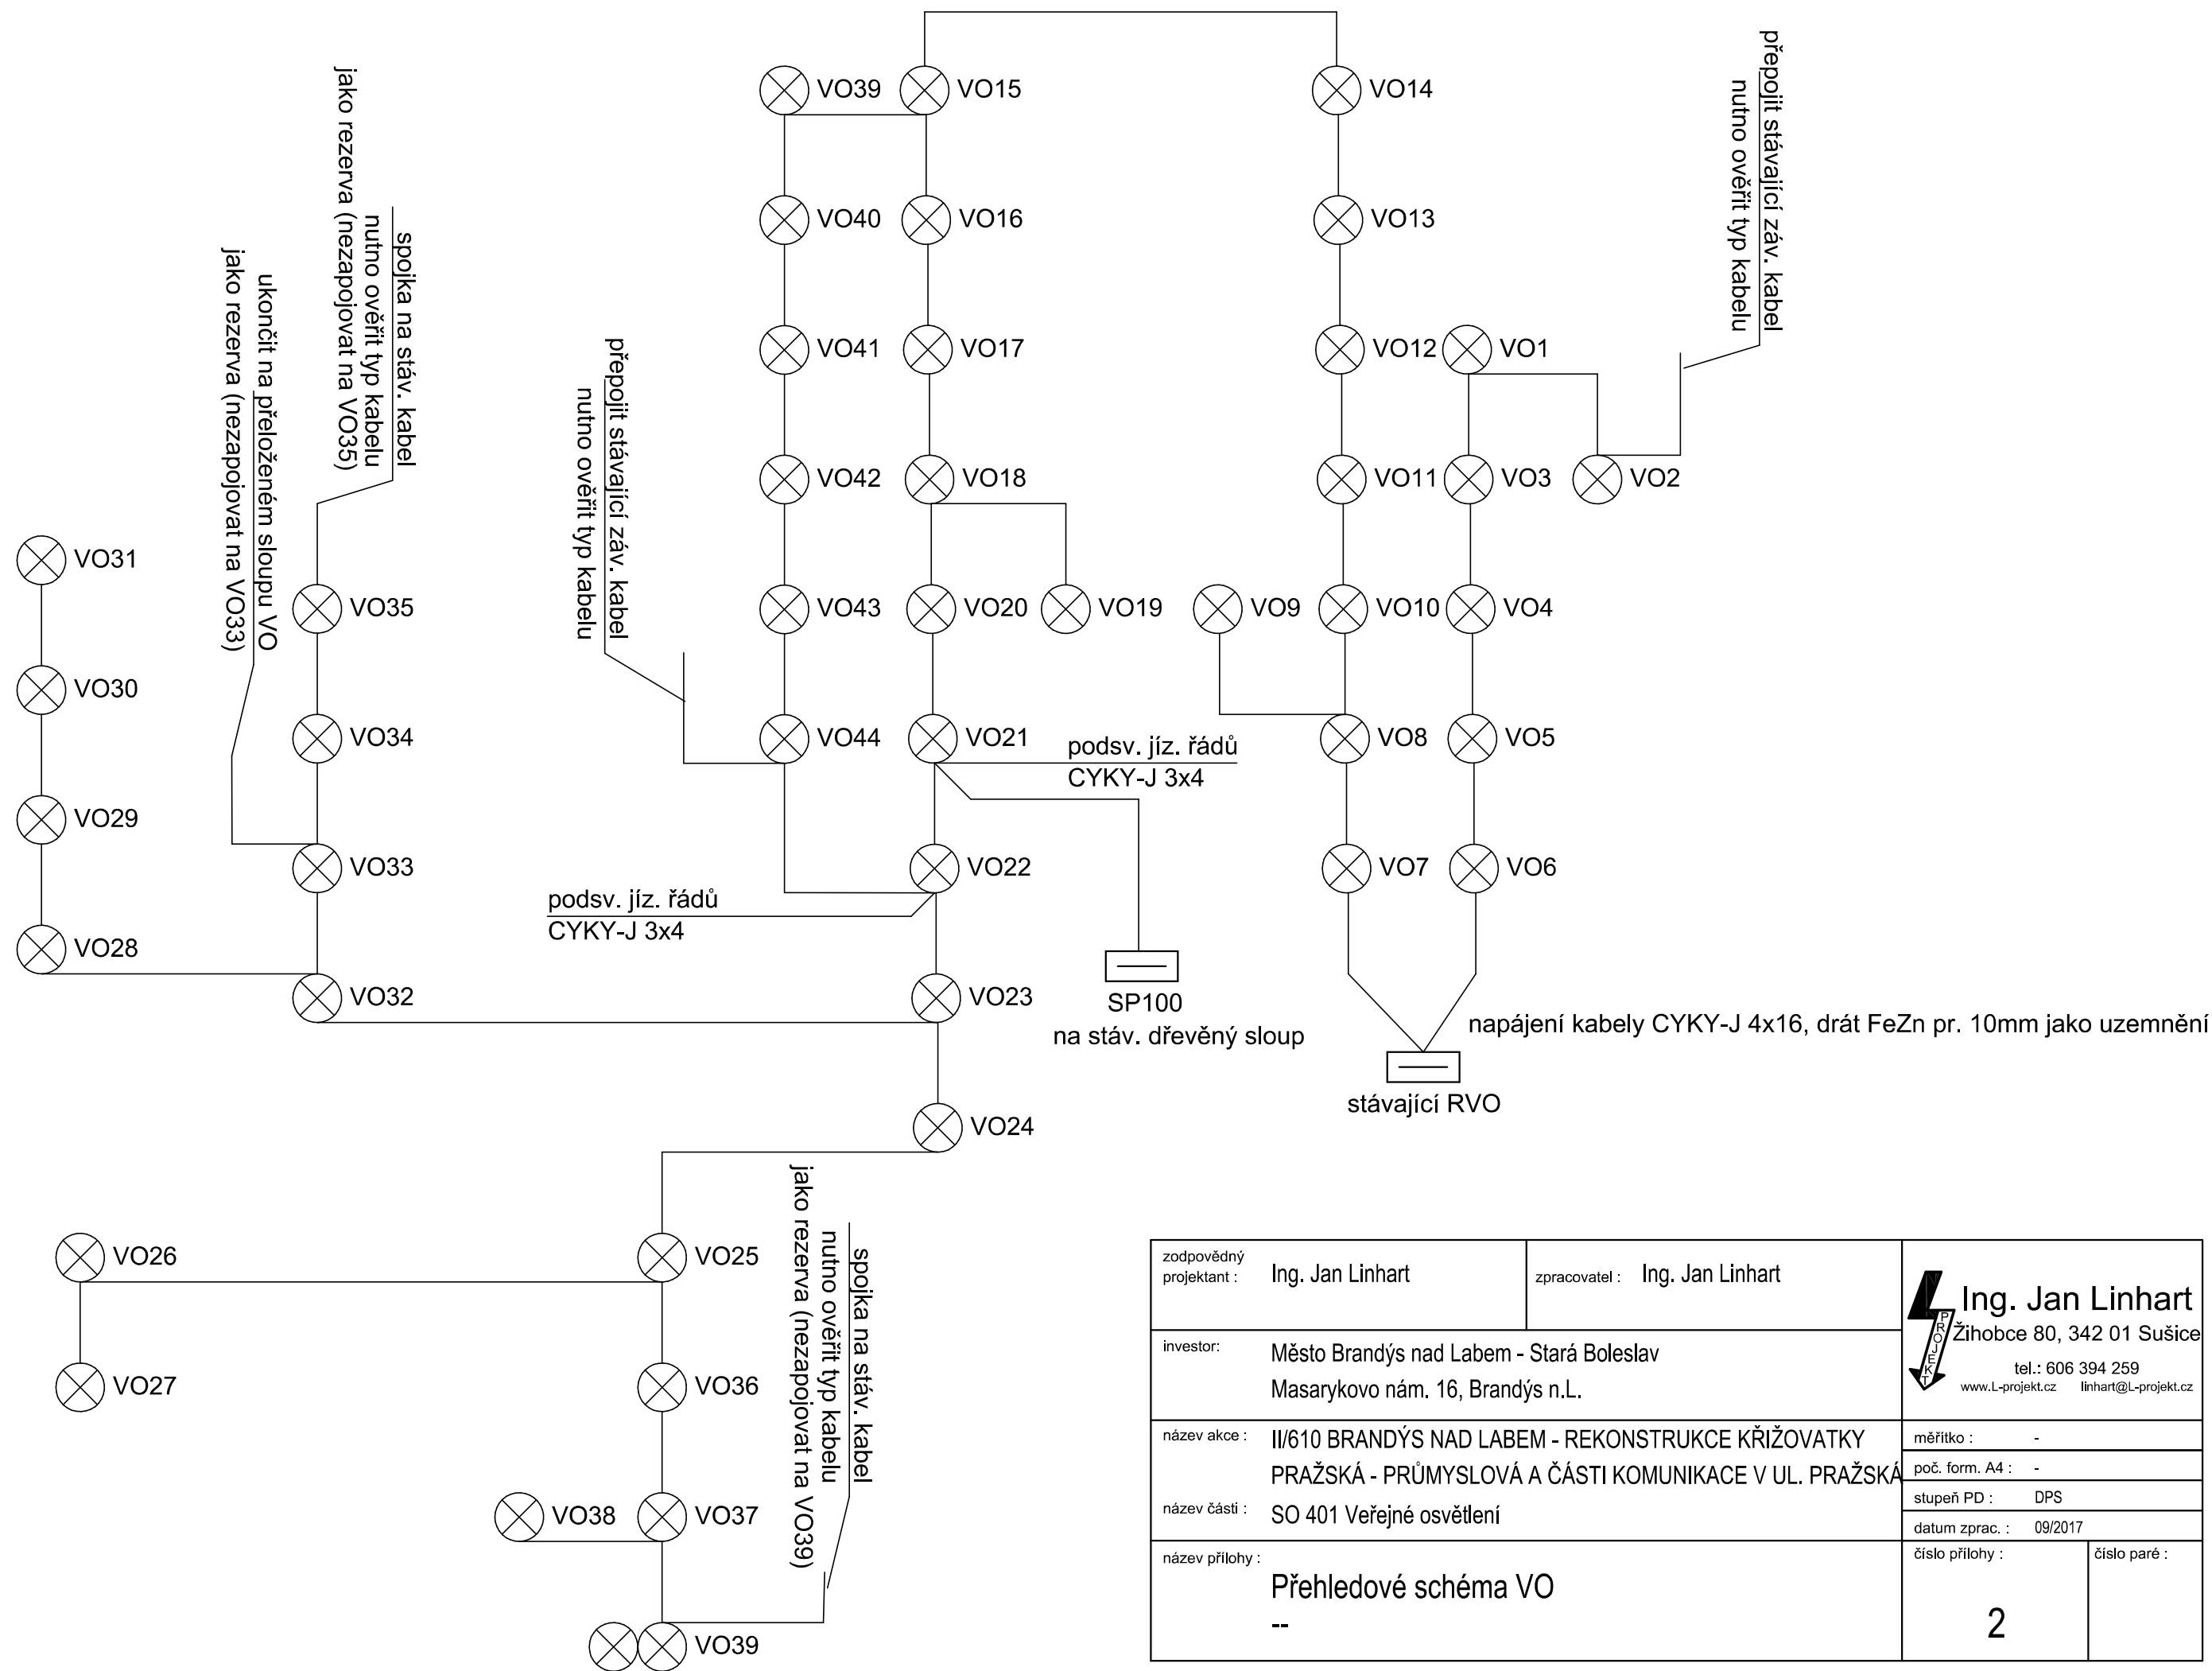 VO39
VO15
VO14
přepojit stávající záv. kabel
nutno ověřit typ kabelu
VO40
VO16
VO13
spojka na stáv. kabel
nutno ověřit typ kabelu
jako rezerva (nezapojovat na VO35)
ukončit na přeloženém sloupu VO
jako rezerva (nezapojovat na VO33)
přepojit stávající záv. kabel
nutno ověřit typ kabelu
VO41
VO17
VO12
VO1
VO42
VO18
VO11
VO3
VO2
VO31
VO35
VO43
VO20
VO19
VO9
VO10
VO4
VO30
VO34
VO44
VO21
podsv. jíz. řádů
CYKY-J 3x4
VO8
VO5
VO29
VO33
VO22
VO7
VO6
podsv. jíz. řádů
CYKY-J 3x4
VO28
VO32
VO23
SP100
na stáv. dřevěný sloup
napájení kabely CYKY-J 4x16, drát FeZn pr. 10mm jako uzemnění
stávající RVO
VO24
spojka na stáv. kabel
nutno ověřit typ kabelu
jako rezerva (nezapojovat na VO39)
VO26
VO25
VO27
VO36
VO38
VO37
VO39
zodpovědný
projektant : Ing. Jan Linhart
zpracovatel : Ing. Jan Linhart
PROJEKT
Ing. Jan Linhart
Žihobce 80, 342 01 Sušice
tel.: 606 394 259
www.L-projekt.cz linhart@L-projekt.cz
investor: Město Brandýs nad Labem - Stará Boleslav
Masarykovo nám. 16, Brandýs n.L.
název akce : II/610 BRANDÝS NAD LABEM - REKONSTRUKCE KŘIŽOVATKY
PRAŽSKÁ - PRŮMYSLOVÁ A ČÁSTI KOMUNIKACE V UL. PRAŽSKÁ
název části : SO 401 Veřejné osvětlení
měřítko : -
poč. form. A4 : -
stupeň PD : DPS
datum zprac. : 09/2017
název přílohy :
Přehledové schéma VO
--
číslo přílohy :
2
číslo paré :